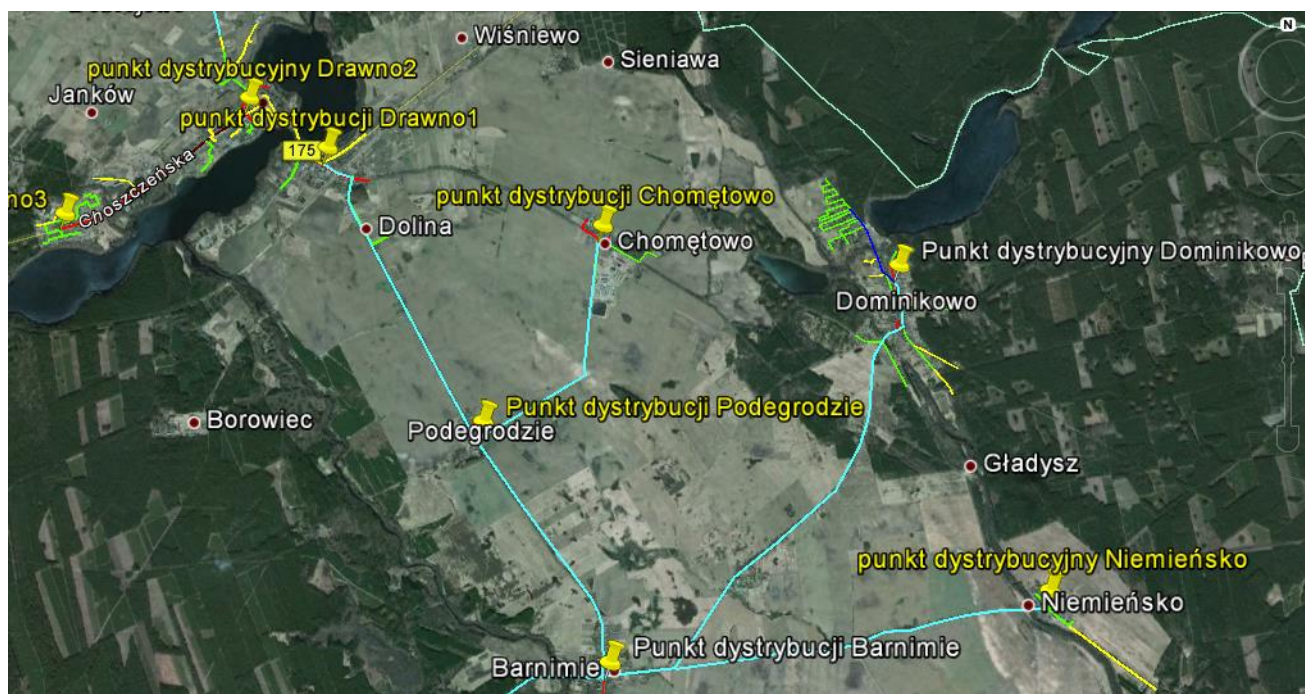 Wiśniewo
Sieniawa
N
punkt dystrybucyjny Drawno2
Janków
punkt dystrybucji Drawno1
175
Choszczeńska
no3
punkt dystrybucji Chomętowo
Dolina
Chomętowo
Punkt dystrybucyjny Dominikowo
Dominikowo
Punkt dystrybucji Podegrodzie
Podegrodzie
Borowiec
Gładysz
punkt dystrybucyjny Niemieńsko
Niemieńsko
Punkt dystrybucji Barnimie
Barnimie